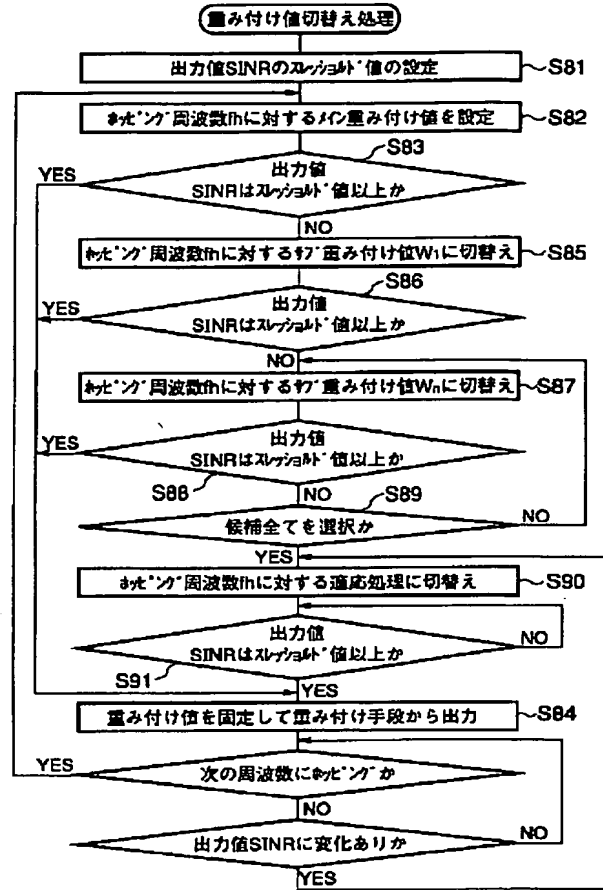 重み付け値切替え処理
出力値SINRのスレッショルド値の設定
S81
ホッピング周波数fhに対するメイン重み付け値を設定
S82
S83
YES
出力値
SINRはスレッショルド値以上か
NO
ホッピング周波数fhに対するサブ重み付け値W1に切替え
S85
S86
YES
出力値
SINRはスレッショルド値以上か
NO
ホッピング周波数fhに対するサブ重み付け値Wnに切替え
S87
YES
出力値
SINRはスレッショルド値以上か
S88
NO
S89
候補全てを選択か
NO
YES
ホッピング周波数fhに対する適応処理に切替え
S90
出力値
SINRはスレッショルド値以上か
NO
S91
YES
重み付け値を固定して重み付け手段から出力
S84
YES
次の周波数にホッピングか
NO
出力値SINRに変化ありか
NO
YES